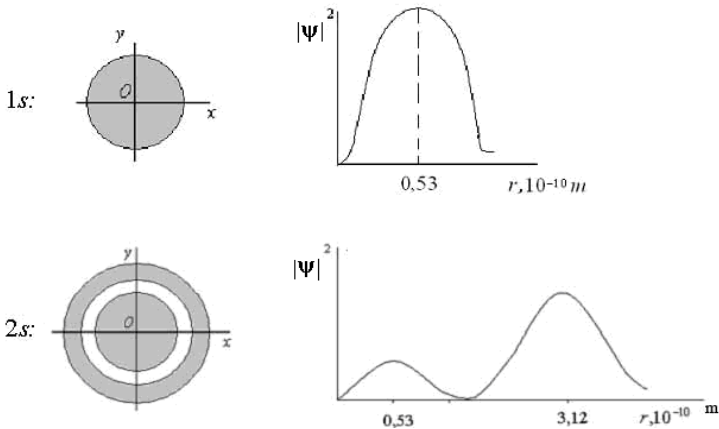 1s:
y
O
x
|Ψ|²
0,53
r,10⁻¹⁰ m
2s:
y
O
x
|Ψ|²
0,53
3,12
r,10⁻¹⁰ m